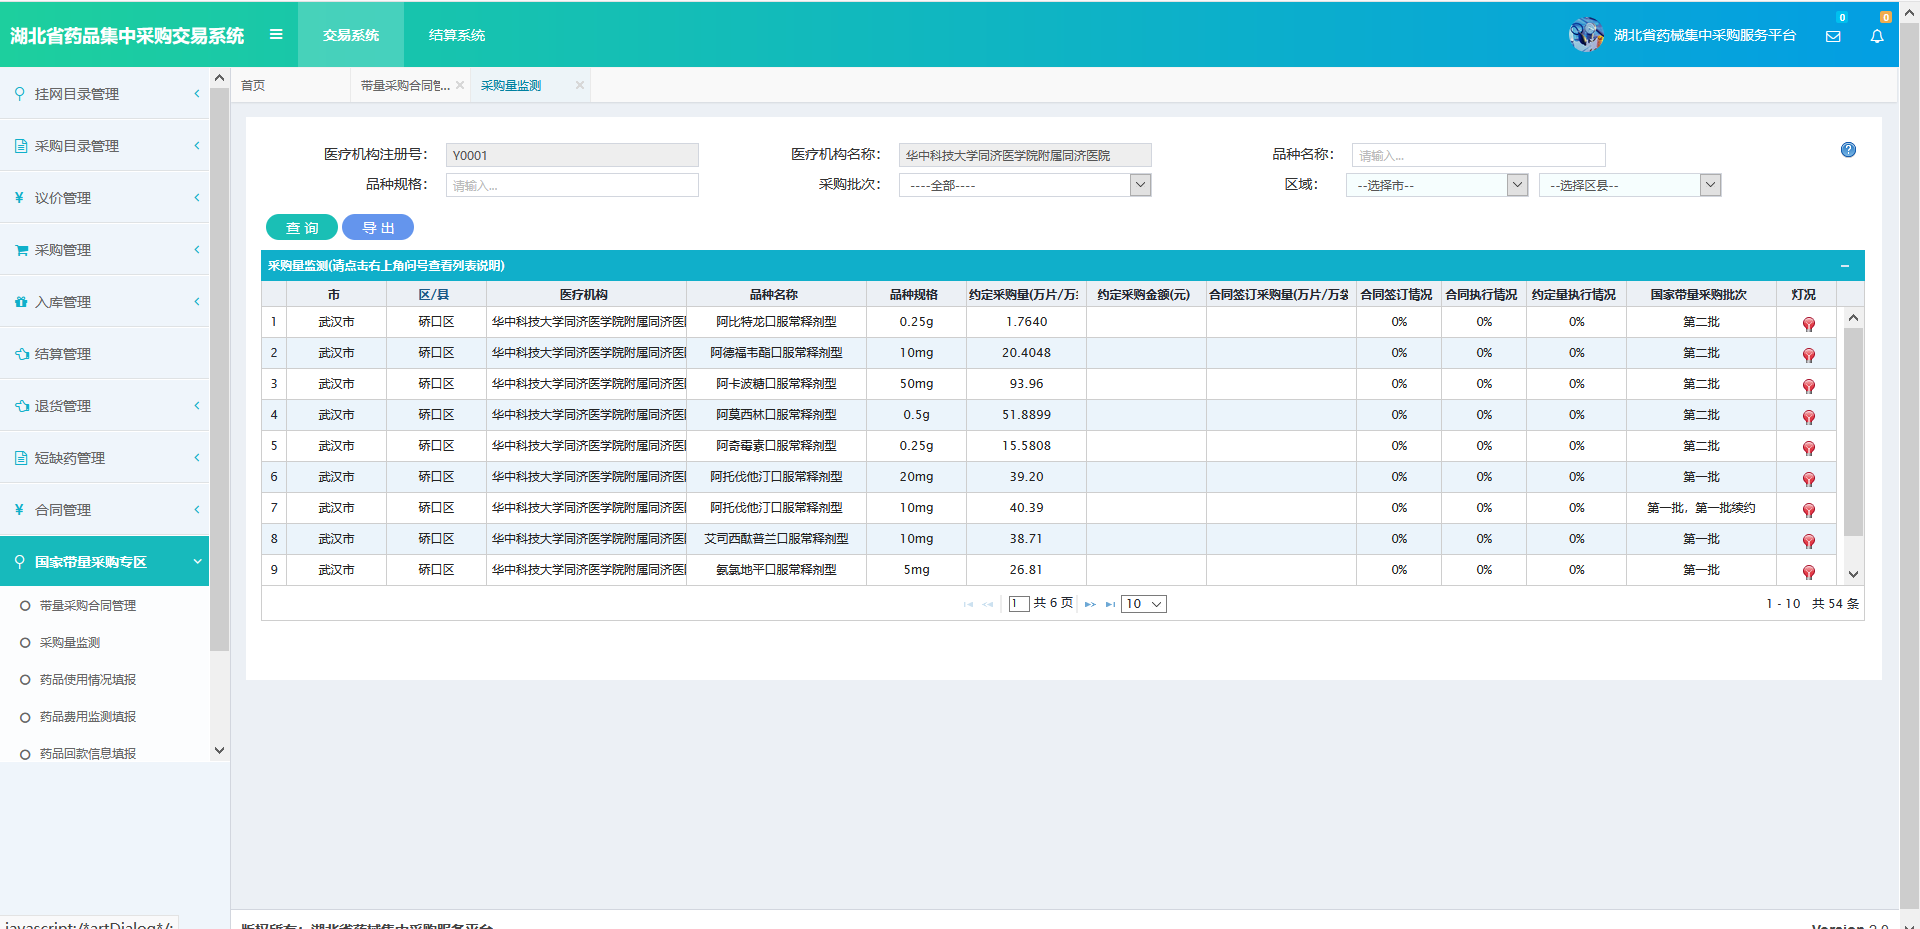 湖北省药品集中采购交易系统
交易系统
结算系统
湖北省药械集中采购服务平台
0
0
挂网目录管理
采购目录管理
¥ 议价管理
采购管理
入库管理
结算管理
退货管理
短缺药管理
¥ 合同管理
国家带量采购专区
带量采购合同管理
采购量监测
药品使用情况填报
药品费用监测填报
药品回款信息填报
首页
带量采购合同管...
采购量监测
医疗机构注册号： Y0001
医疗机构名称： 华中科技大学同济医学院附属同济医院
品种名称： 请输入...
品种规格： 请输入...
采购批次： ----全部----
区域： --选择市-- --选择区县--
查 询 导 出
采购量监测(请点击右上角问号查看列表说明)
市 区/县 医疗机构 品种名称 品种规格 约定采购量(万片/万 约定采购金额(元) 合同签订采购量(万片/万袋 合同签订情况 合同执行情况 约定量执行情况 国家带量采购批次 灯况
1 武汉市 硚口区 华中科技大学同济医学院附属同济医 阿比特龙口服常释剂型 0.25g 1.7640 0% 0% 0% 第二批
2 武汉市 硚口区 华中科技大学同济医学院附属同济医 阿德福韦酯口服常释剂型 10mg 20.4048 0% 0% 0% 第二批
3 武汉市 硚口区 华中科技大学同济医学院附属同济医 阿卡波糖口服常释剂型 50mg 93.96 0% 0% 0% 第二批
4 武汉市 硚口区 华中科技大学同济医学院附属同济医 阿莫西林口服常释剂型 0.5g 51.8899 0% 0% 0% 第二批
5 武汉市 硚口区 华中科技大学同济医学院附属同济医 阿奇霉素口服常释剂型 0.25g 15.5808 0% 0% 0% 第二批
6 武汉市 硚口区 华中科技大学同济医学院附属同济医 阿托伐他汀口服常释剂型 20mg 39.20 0% 0% 0% 第一批
7 武汉市 硚口区 华中科技大学同济医学院附属同济医 阿托伐他汀口服常释剂型 10mg 40.39 0% 0% 0% 第一批，第一批续约
8 武汉市 硚口区 华中科技大学同济医学院附属同济医 艾司西酞普兰口服常释剂型 10mg 38.71 0% 0% 0% 第一批
9 武汉市 硚口区 华中科技大学同济医学院附属同济医 氨氯地平口服常释剂型 5mg 26.81 0% 0% 0% 第一批
1 共 6 页 10
1 - 10 共 54 条
版权所有：湖北省药械集中采购服务平台
Version 2.0
javascript:/*artDialog*/;